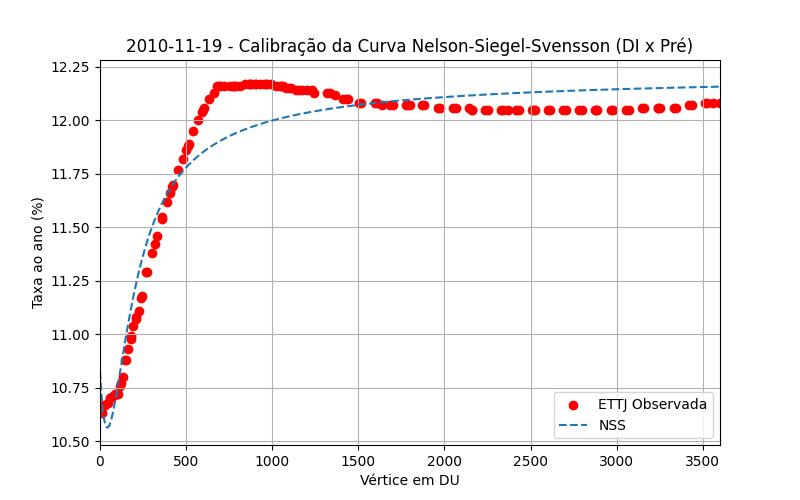 2010-11-19 - Calibração da Curva Nelson-Siegel-Svensson (DI x Pré)
Taxa ao ano (%)
12.25
12.00
11.75
11.50
11.25
11.00
10.75
10.50
ETTJ Observada
NSS
0 500 1000 1500 2000 2500 3000 3500
Vértice em DU